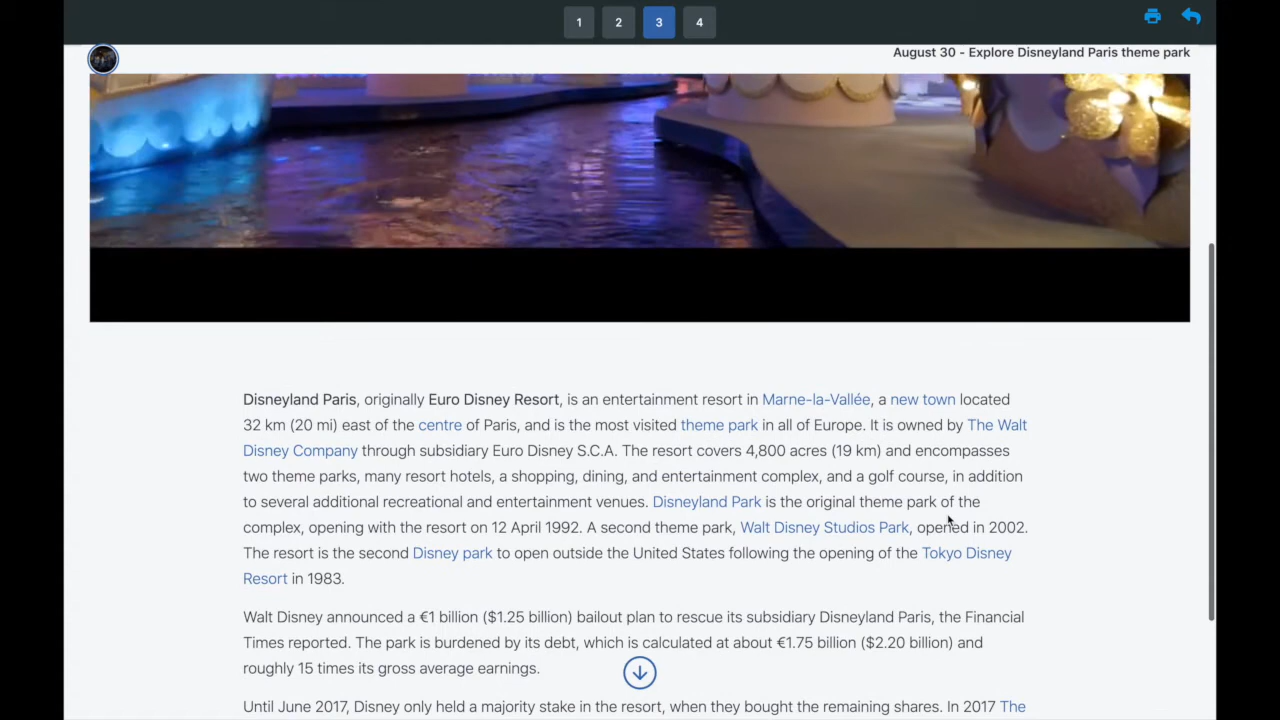 1 2 3 4
August 30 - Explore Disneyland Paris theme park
Disneyland Paris, originally Euro Disney Resort, is an entertainment resort in Marne-la-Vallée, a new town located
32 km (20 mi) east of the centre of Paris, and is the most visited theme park in all of Europe. It is owned by The Walt
Disney Company through subsidiary Euro Disney S.C.A. The resort covers 4,800 acres (19 km) and encompasses
two theme parks, many resort hotels, a shopping, dining, and entertainment complex, and a golf course, in addition
to several additional recreational and entertainment venues. Disneyland Park is the original theme park of the
complex, opening with the resort on 12 April 1992. A second theme park, Walt Disney Studios Park, opened in 2002.
The resort is the second Disney park to open outside the United States following the opening of the Tokyo Disney
Resort in 1983.
Walt Disney announced a €1 billion ($1.25 billion) bailout plan to rescue its subsidiary Disneyland Paris, the Financial
Times reported. The park is burdened by its debt, which is calculated at about €1.75 billion ($2.20 billion) and
roughly 15 times its gross average earnings.
Until June 2017, Disney only held a majority stake in the resort, when they bought the remaining shares. In 2017 The